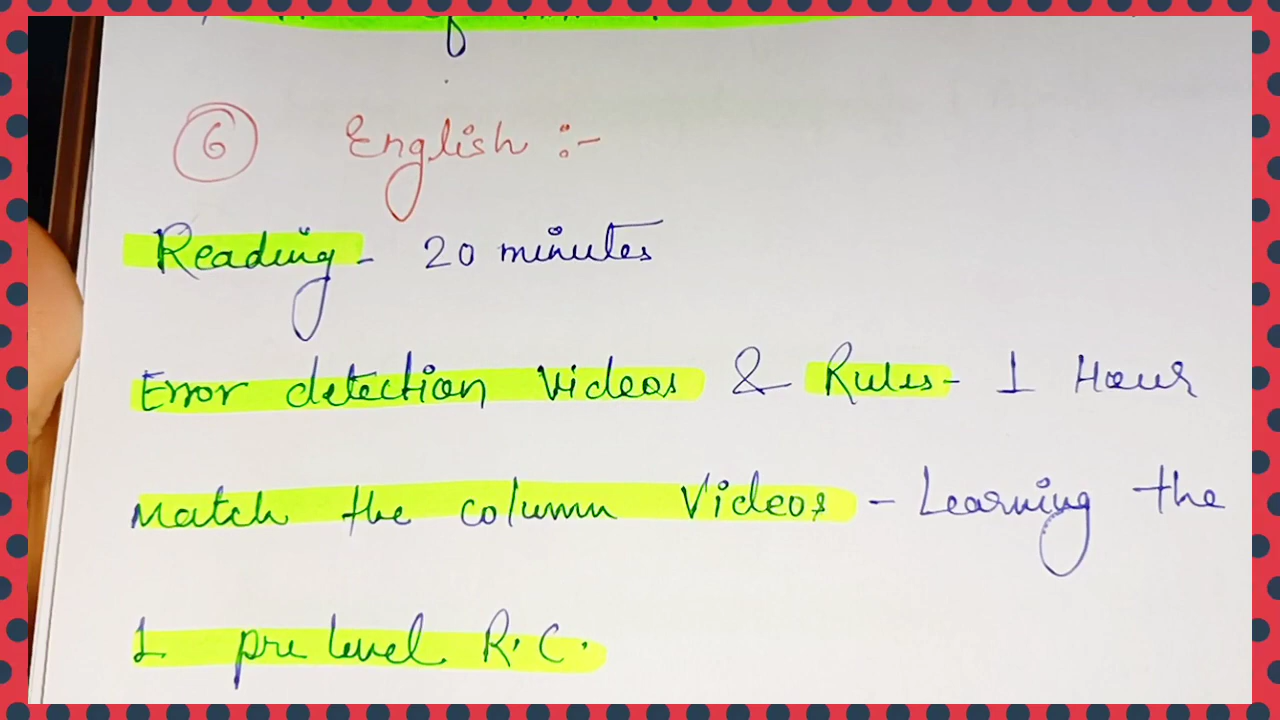 6 English :-
Reading - 20 minutes
Error detection videos & Rules - 1 Hour
Match the column Videos - Learning the
1 pre level R.C.